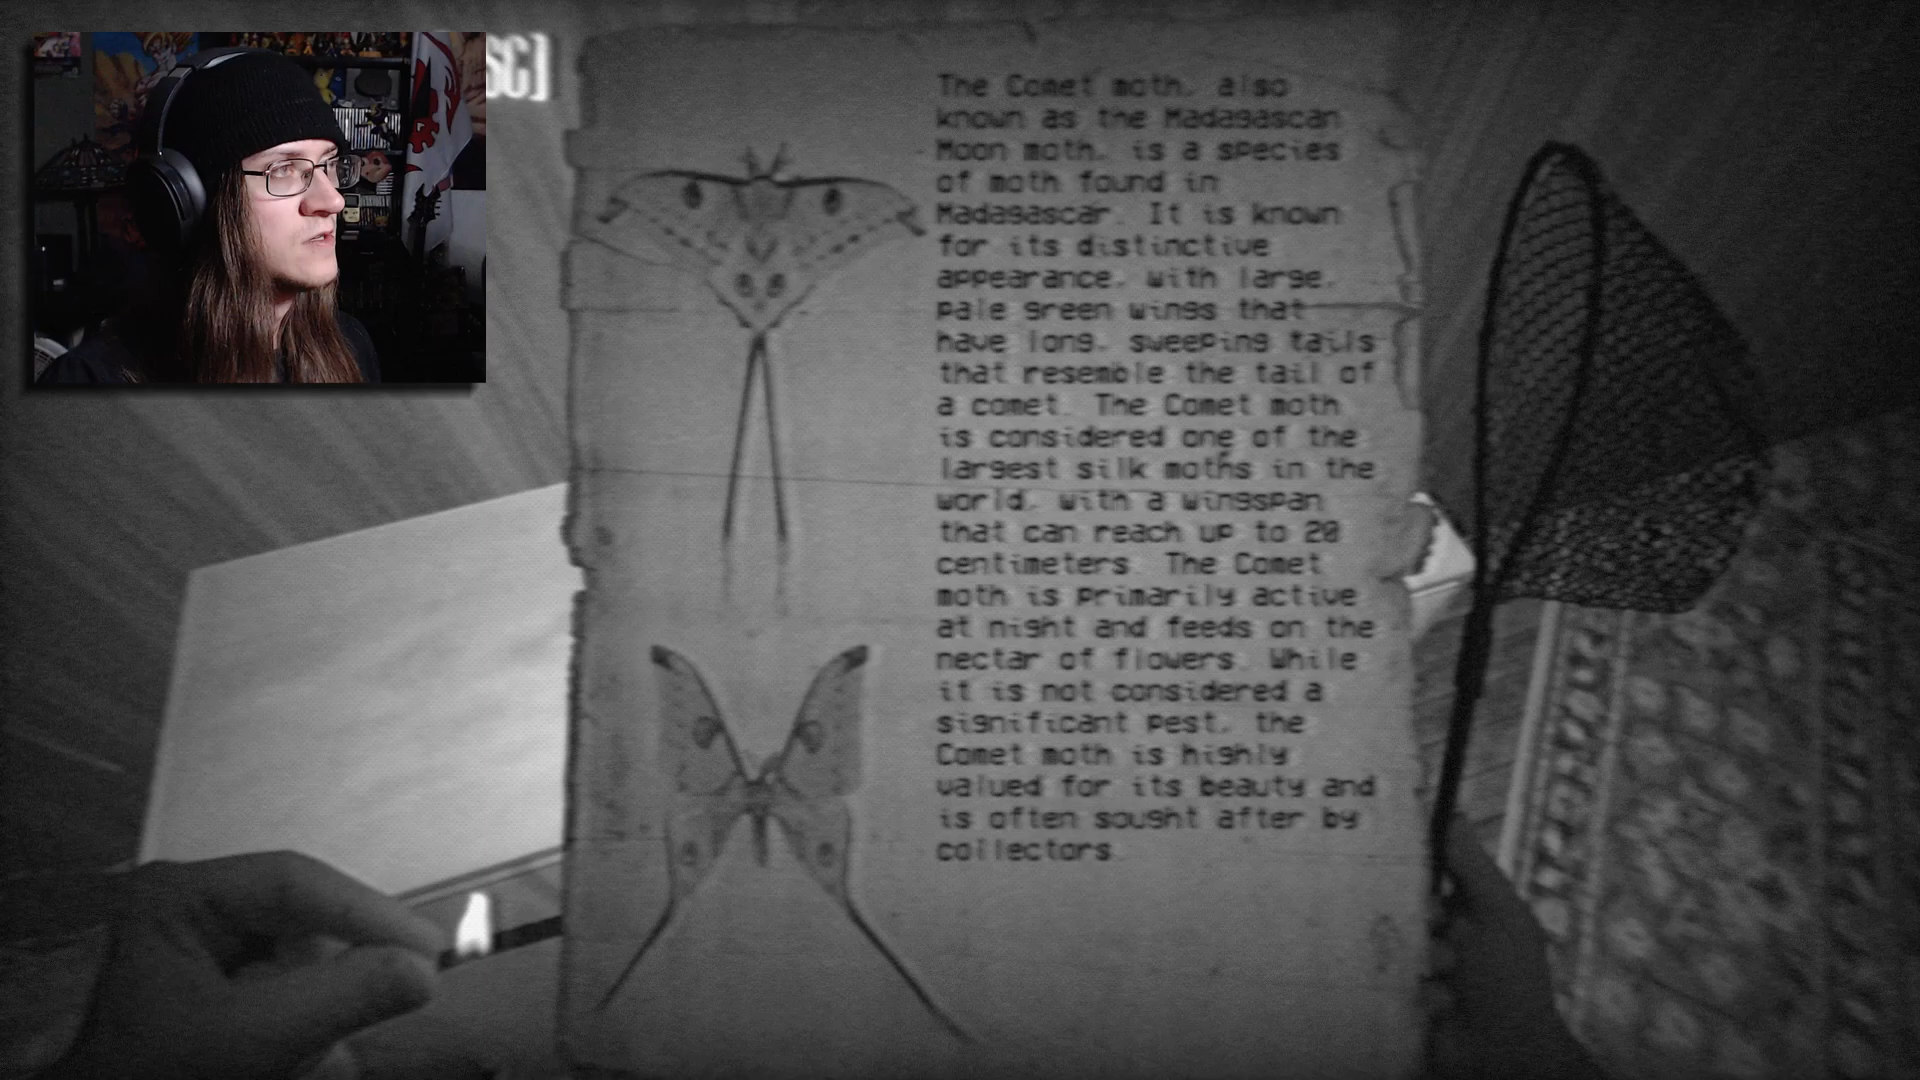 SC]
The Comet moth, also
known as the Madagascan
Moon moth, is a species
of moth found in
Madagascar. It is known
for its distinctive
appearance, with large,
pale green wings that
have long, sweeping tails
that resemble the tail of
a comet. The Comet moth
is considered one of the
largest silk moths in the
world, with a wingspan
that can reach up to 20
centimeters. The Comet
moth is primarily active
at night and feeds on the
nectar of flowers. While
it is not considered a
significant pest, the
Comet moth is highly
valued for its beauty and
is often sought after by
collectors